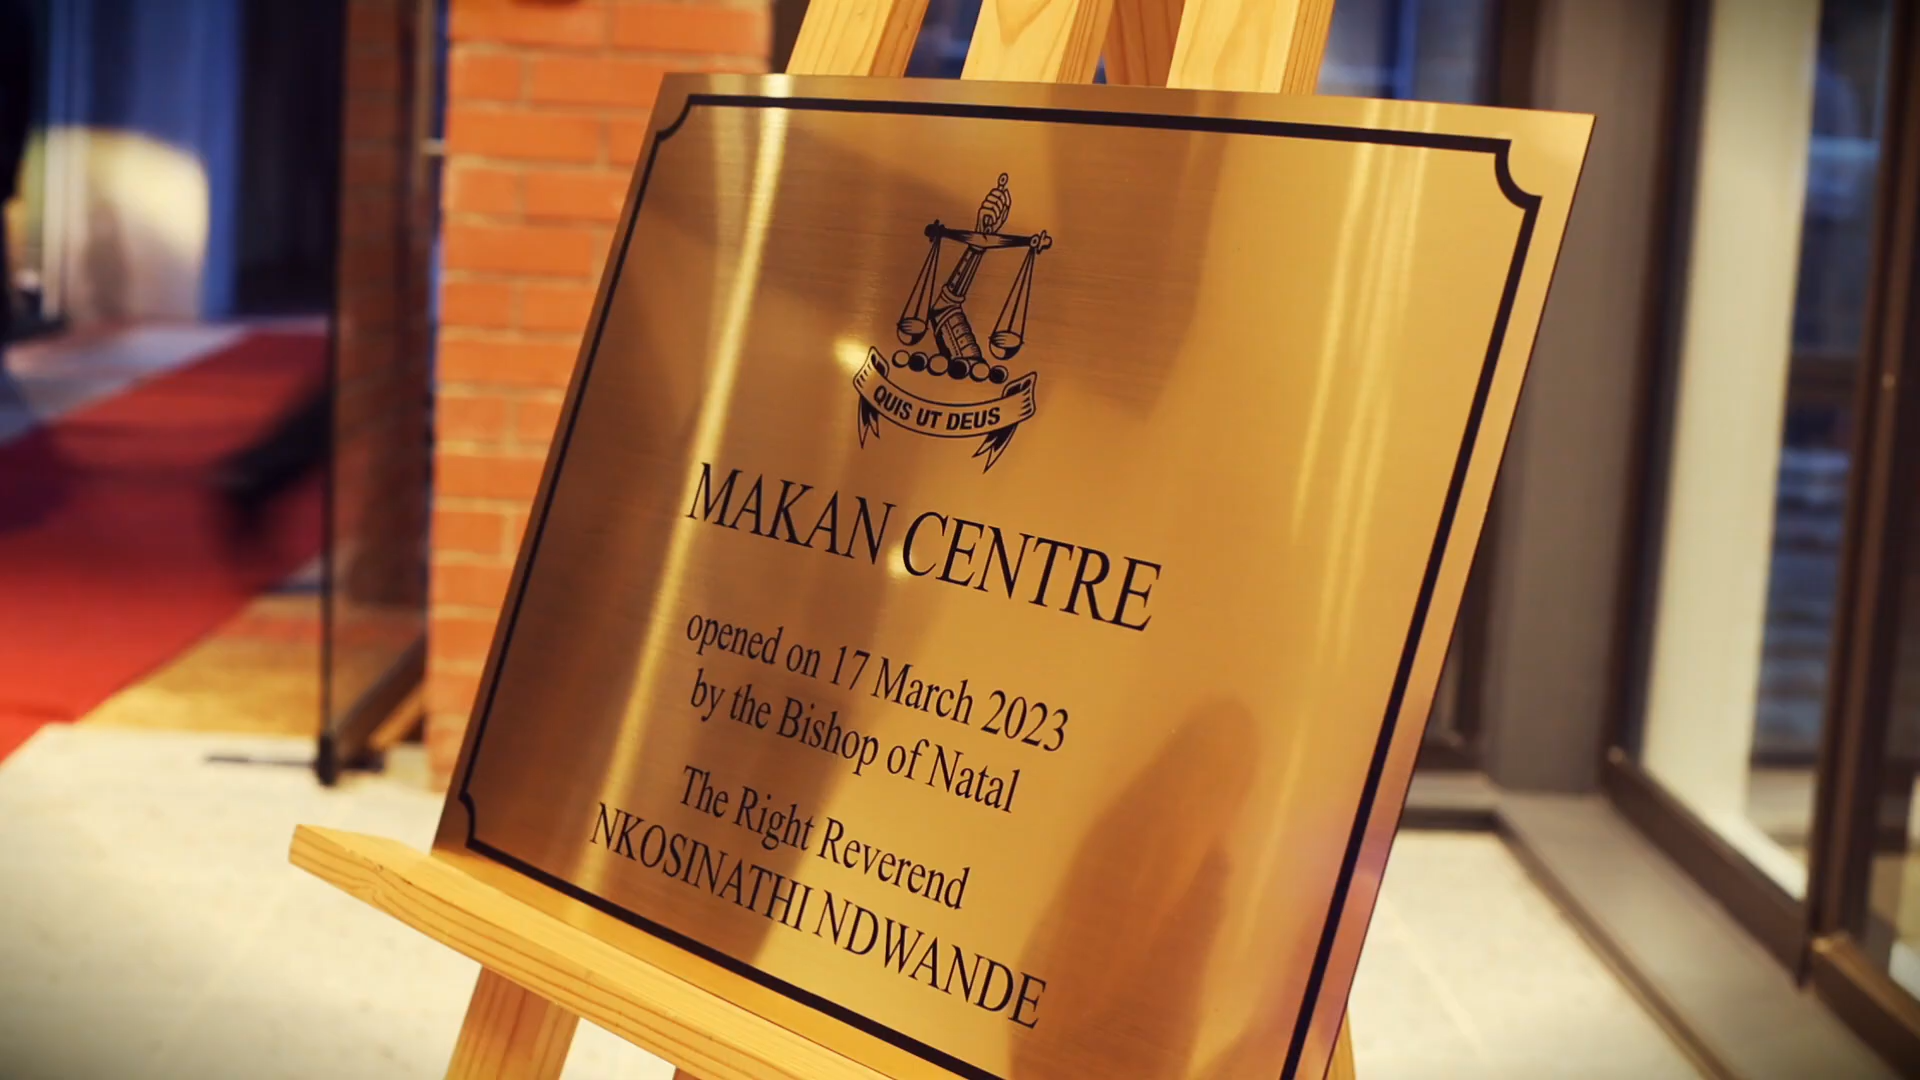 QUIS UT DEUS
MAKAN CENTRE
opened on 17 March 2023
by the Bishop of Natal
The Right Reverend
NKOSINATHI NDWANDE